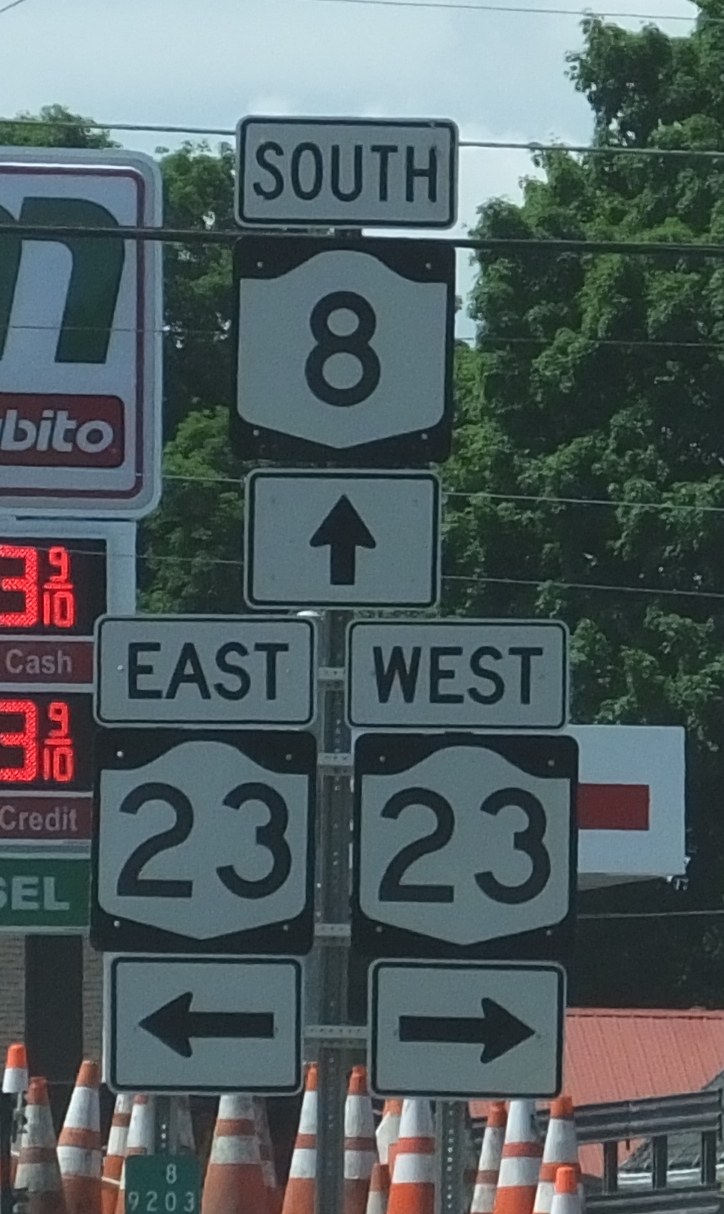 SOUTH
8
EAST
WEST
23
23
n
bito
3 9/10
Cash
3 9/10
Credit
SEL
8
9203